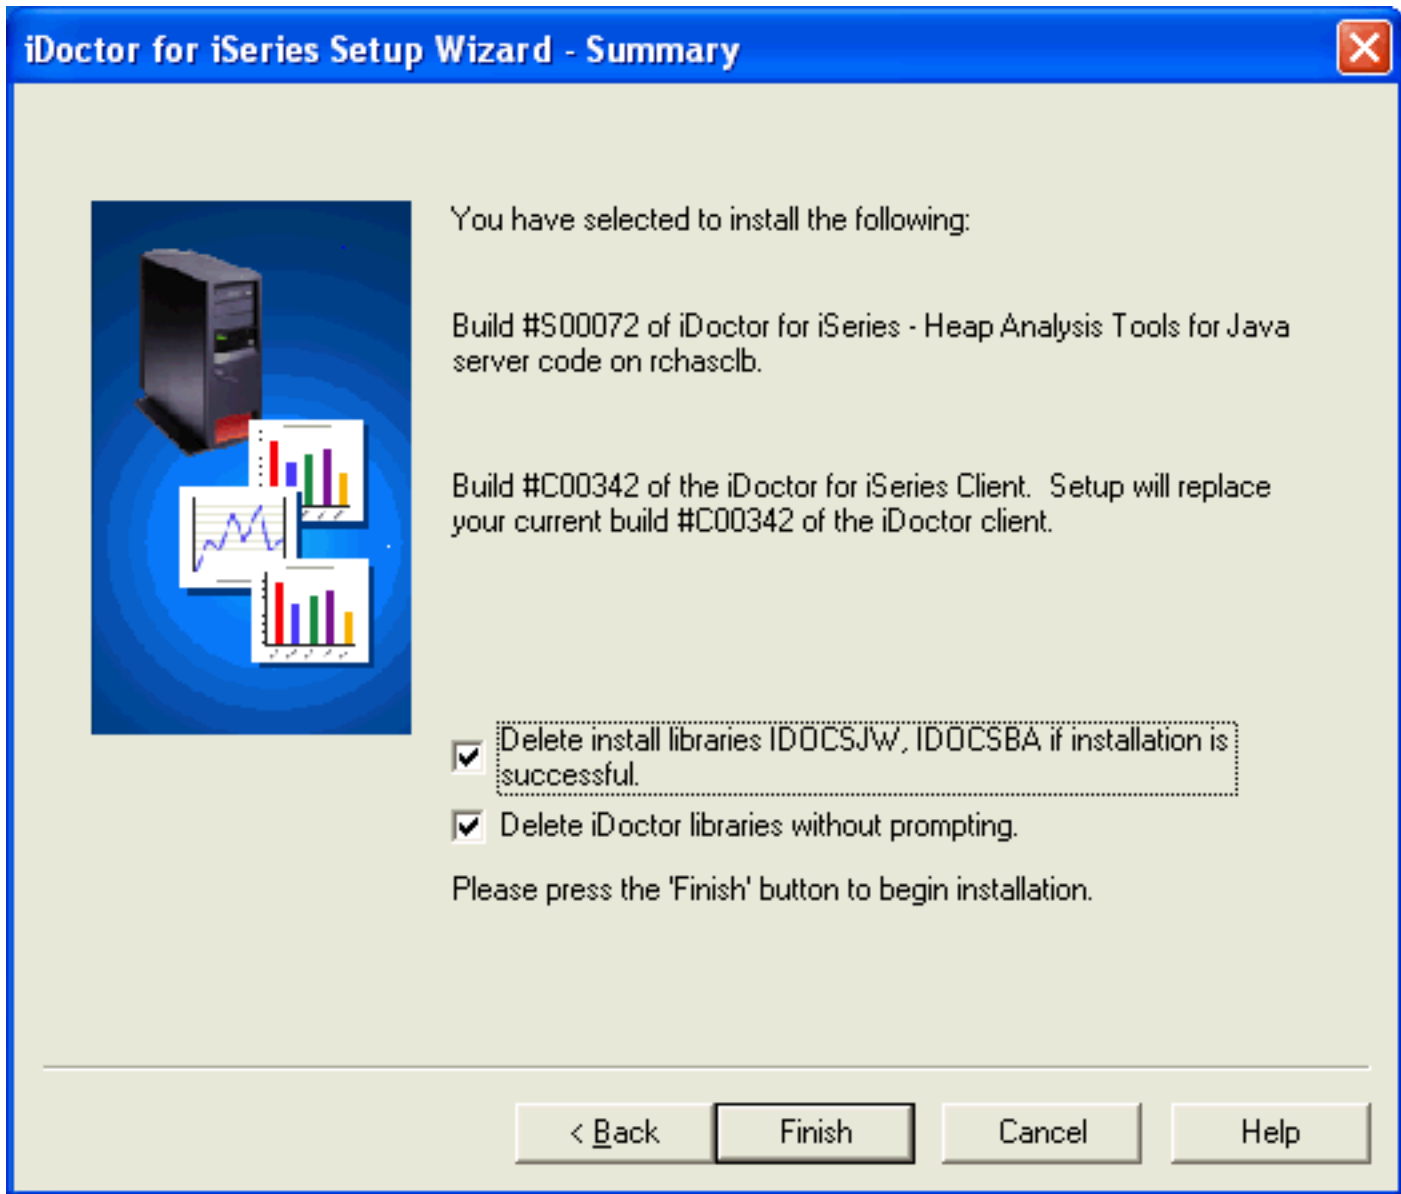 iDoctor for iSeries Setup Wizard - Summary
You have selected to install the following:
Build #S00072 of iDoctor for iSeries - Heap Analysis Tools for Java
server code on rchasclb.
Build #C00342 of the iDoctor for iSeries Client.  Setup will replace
your current build #C00342 of the iDoctor client.
Delete install libraries IDOCSJW, IDOCSBA if installation is
successful.
Delete iDoctor libraries without prompting.
Please press the 'Finish' button to begin installation.
< Back
Finish
Cancel
Help